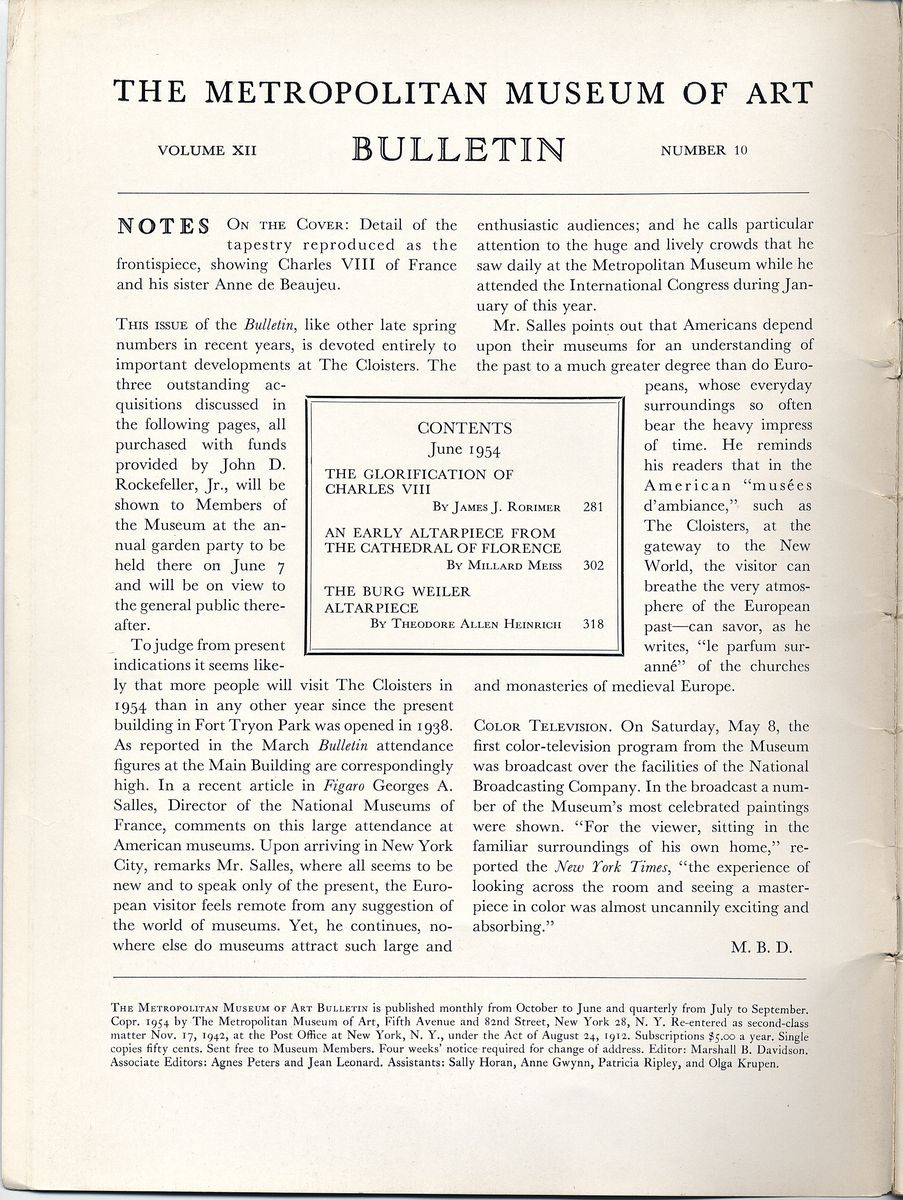 THE METROPOLITAN MUSEUM OF ART
VOLUME XII BULLETIN NUMBER 10
NOTES ON THE COVER: Detail of the
tapestry reproduced as the
frontispiece, showing Charles VIII of France
and his sister Anne de Beaujeu.
THIS ISSUE of the Bulletin, like other late spring
numbers in recent years, is devoted entirely to
important developments at The Cloisters. The
three outstanding ac-
quisitions discussed in
the following pages, all
purchased with funds
provided by John D.
Rockefeller, Jr., will be
shown to Members of
the Museum at the an-
nual garden party to be
held there on June 7
and will be on view to
the general public there-
after.
To judge from present
indications it seems like-
ly that more people will visit The Cloisters in
1954 than in any other year since the present
building in Fort Tryon Park was opened in 1938.
As reported in the March Bulletin attendance
figures at the Main Building are correspondingly
high. In a recent article in Figaro Georges A.
Salles, Director of the National Museums of
France, comments on this large attendance at
American museums. Upon arriving in New York
City, remarks Mr. Salles, where all seems to be
new and to speak only of the present, the Euro-
pean visitor feels remote from any suggestion of
the world of museums. Yet, he continues, no-
where else do museums attract such large and
enthusiastic audiences; and he calls particular
attention to the huge and lively crowds that he
saw daily at the Metropolitan Museum while he
attended the International Congress during Jan-
uary of this year.
Mr. Salles points out that Americans depend
upon their museums for an understanding of
the past to a much greater degree than do Euro-
peans, whose everyday
surroundings so often
bear the heavy impress
of time. He reminds
his readers that in the
American “musées
d’ambiance,” such as
The Cloisters, at the
gateway to the New
World, the visitor can
breathe the very atmos-
phere of the European
past—can savor, as he
writes, “le parfum sur-
anné” of the churches
and monasteries of medieval Europe.
COLOR TELEVISION. On Saturday, May 8, the
first color-television program from the Museum
was broadcast over the facilities of the National
Broadcasting Company. In the broadcast a num-
ber of the Museum’s most celebrated paintings
were shown. “For the viewer, sitting in the
familiar surroundings of his own home,” re-
ported the New York Times, “the experience of
looking across the room and seeing a master-
piece in color was almost uncannily exciting and
absorbing.”
M. B. D.
CONTENTS
June 1954
THE GLORIFICATION OF
CHARLES VIII
BY JAMES J. RORIMER 281
AN EARLY ALTARPIECE FROM
THE CATHEDRAL OF FLORENCE
BY MILLARD MEISS 302
THE BURG WEILER
ALTARPIECE
BY THEODORE ALLEN HEINRICH 318
THE METROPOLITAN MUSEUM OF ART BULLETIN is published monthly from October to June and quarterly from July to September.
Copr. 1954 by The Metropolitan Museum of Art, Fifth Avenue and 82nd Street, New York 28, N. Y. Re-entered as second-class
matter Nov. 17, 1942, at the Post Office at New York, N. Y., under the Act of August 24, 1912. Subscriptions $5.00 a year. Single
copies fifty cents. Sent free to Museum Members. Four weeks’ notice required for change of address. Editor: Marshall B. Davidson.
Associate Editors: Agnes Peters and Jean Leonard. Assistants: Sally Horan, Anne Gwynn, Patricia Ripley, and Olga Krupen.